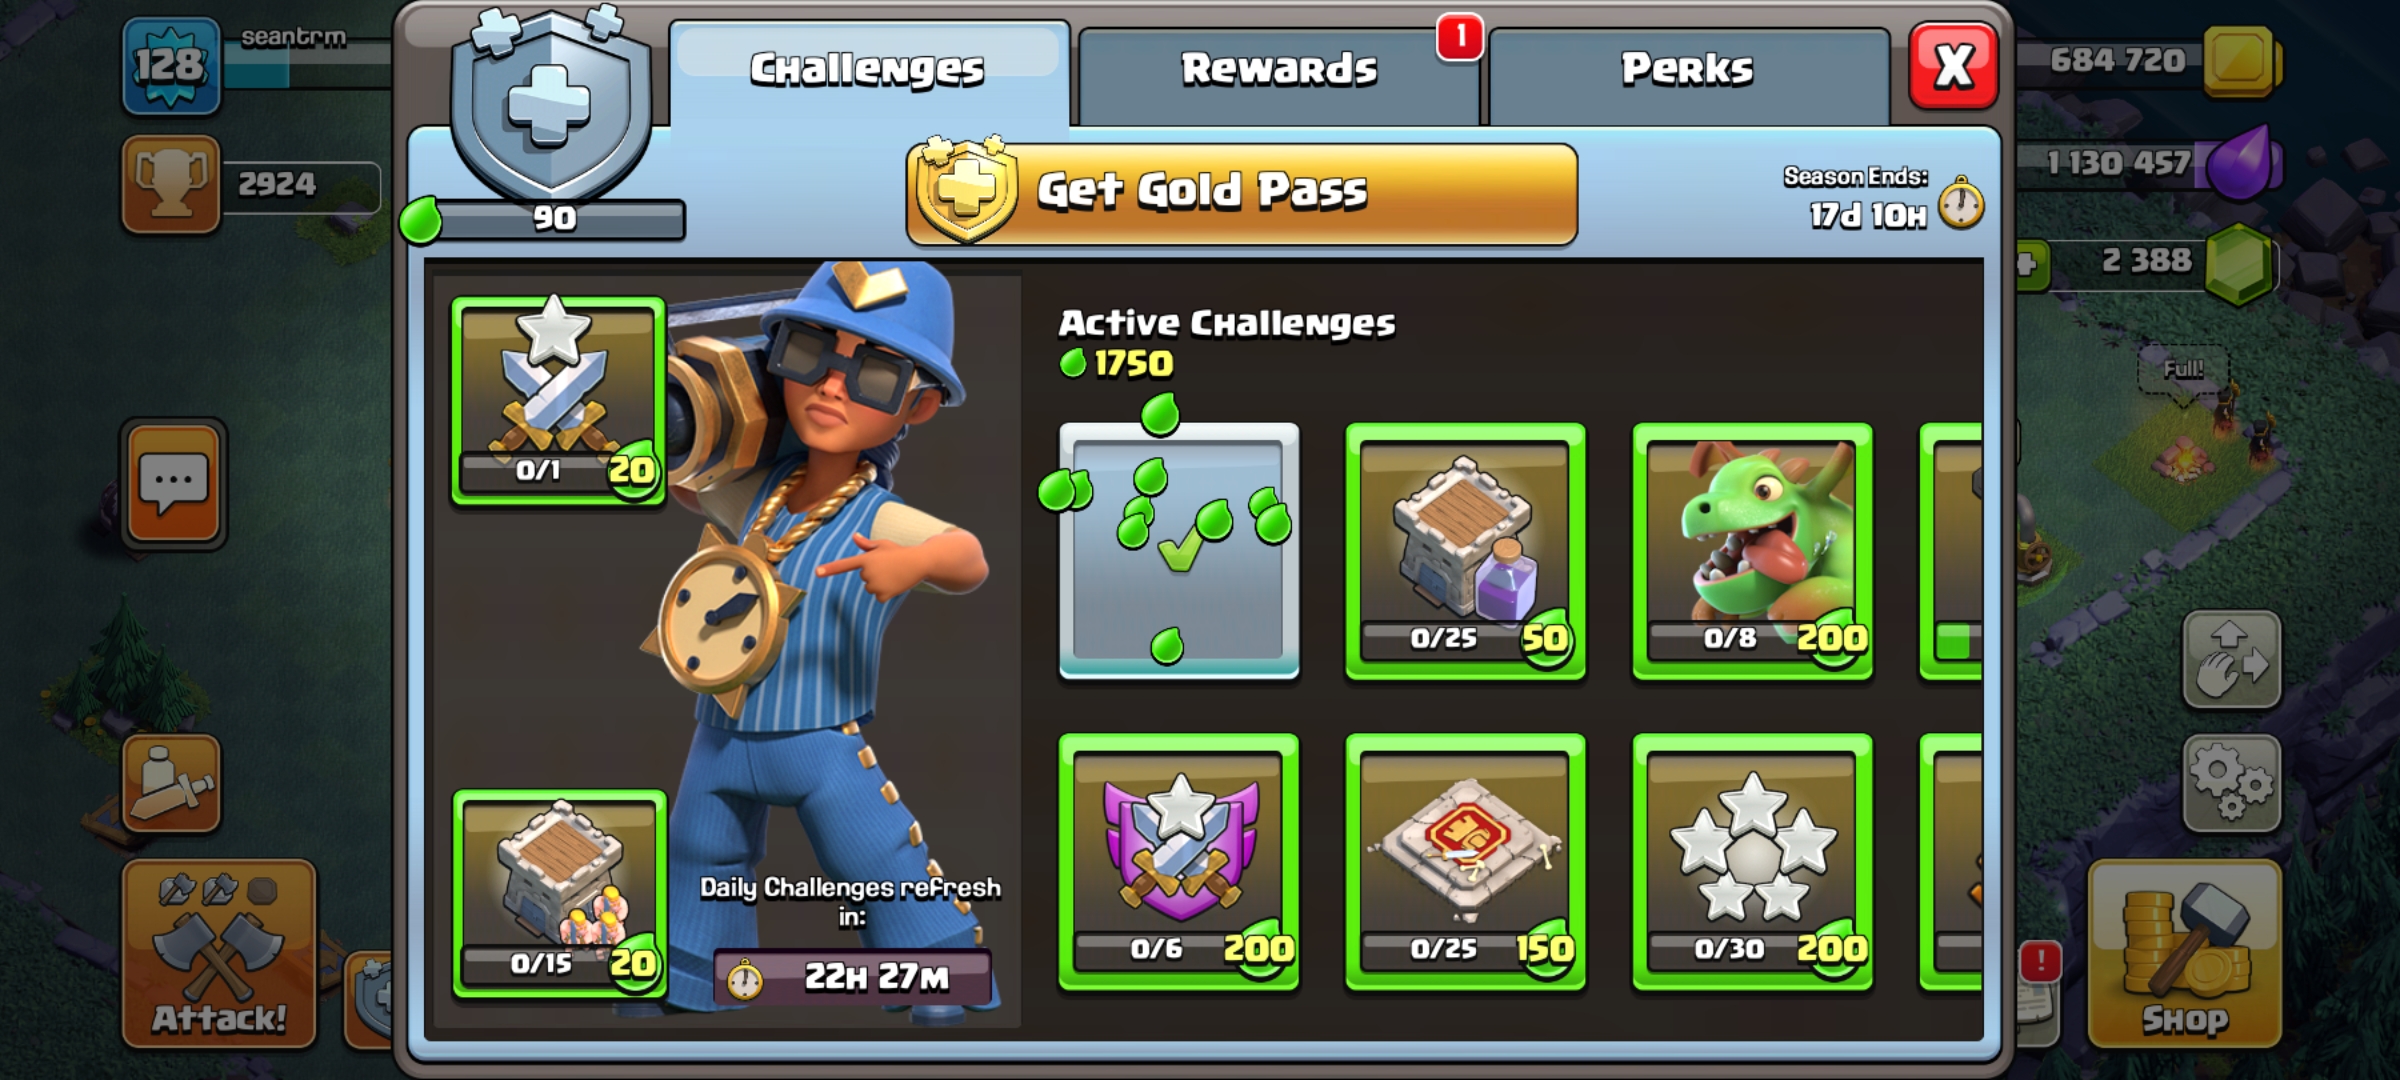 128
seantrm
2924
Challenges
Rewards
1
Perks
X
684 720
1 130 457
2 388
90
Get Gold Pass
Season Ends:
17d 10H
0/1
20
Active Challenges
1750
0/25
50
0/8
200
Full!
0/15
20
Daily Challenges refresh
in:
22H 27M
0/6
200
0/25
150
0/30
200
Attack!
!
Shop